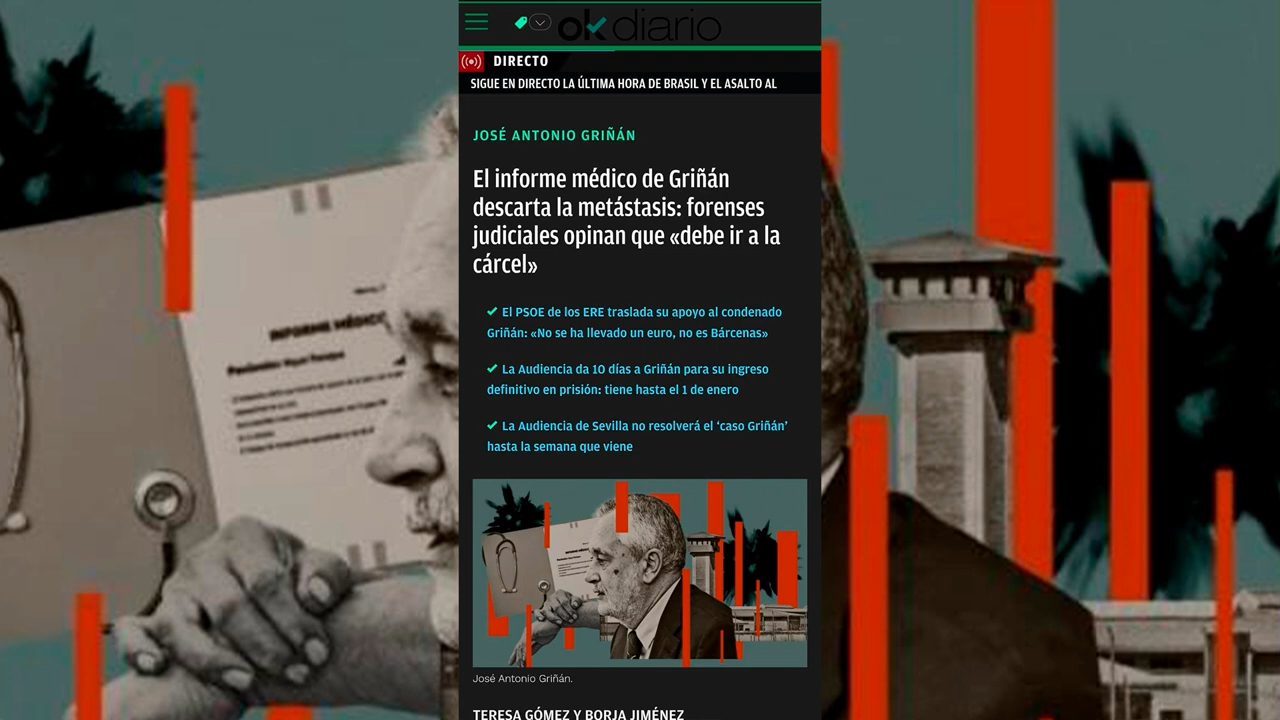 okdiario
DIRECTO
SIGUE EN DIRECTO LA ÚLTIMA HORA DE BRASIL Y EL ASALTO AL
JOSÉ ANTONIO GRIÑÁN
El informe médico de Griñán
descarta la metástasis: forenses
judiciales opinan que «debe ir a la
cárcel»
El PSOE de los ERE traslada su apoyo al condenado
Griñán: «No se ha llevado un euro, no es Bárcenas»
La Audiencia da 10 días a Griñán para su ingreso
definitivo en prisión: tiene hasta el 1 de enero
La Audiencia de Sevilla no resolverá el ‘caso Griñán’
hasta la semana que viene
INFORME MÉDICO
José Antonio Griñán.
TERESA GÓMEZ Y BORJA JIMÉNEZ